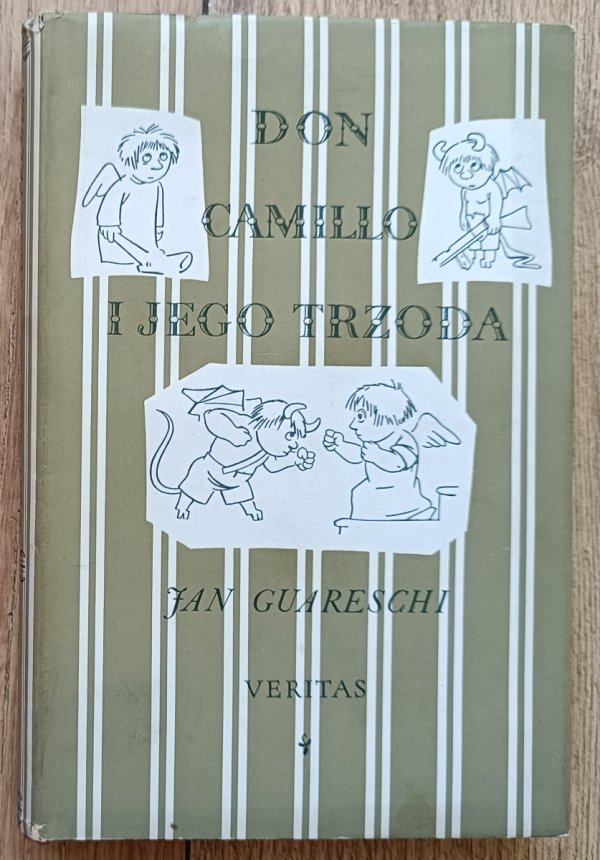 DON
CAMILLO
I JEGO TRZODA
JAN GUARESCHI
VERITAS